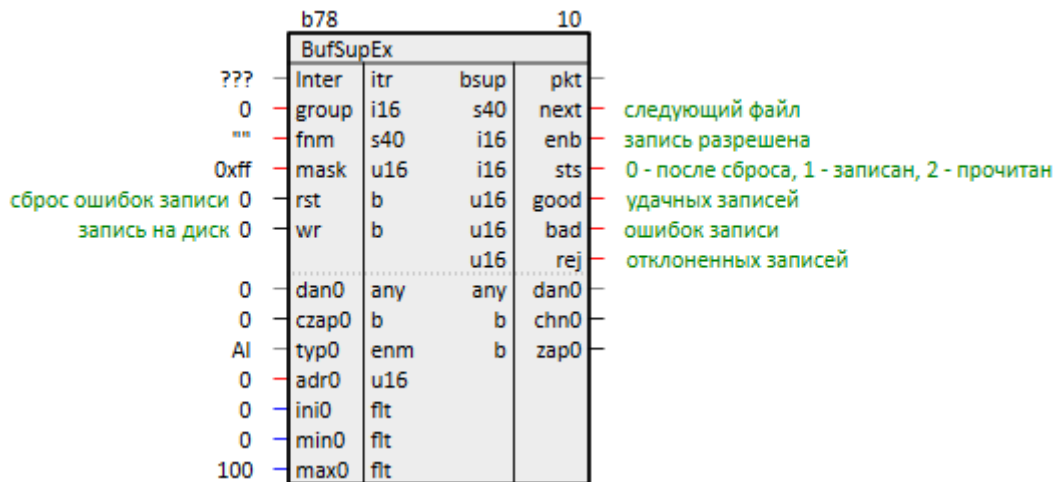 b78 10
BufSupEx
??? Inter itr bsup pkt
0 group i16 s40 next следующий файл
"" fnm s40 i16 enb запись разрешена
0xff mask u16 i16 sts 0 - после сброса, 1 - записан, 2 - прочитан
сброс ошибок записи 0 rst b u16 good удачных записей
запись на диск 0 wr b u16 bad ошибок записи
u16 rej отклоненных записей
0 dan0 any any dan0
0 czap0 b b chn0
AI typ0 enm b zap0
0 adr0 u16
0 ini0 flt
0 min0 flt
100 max0 flt